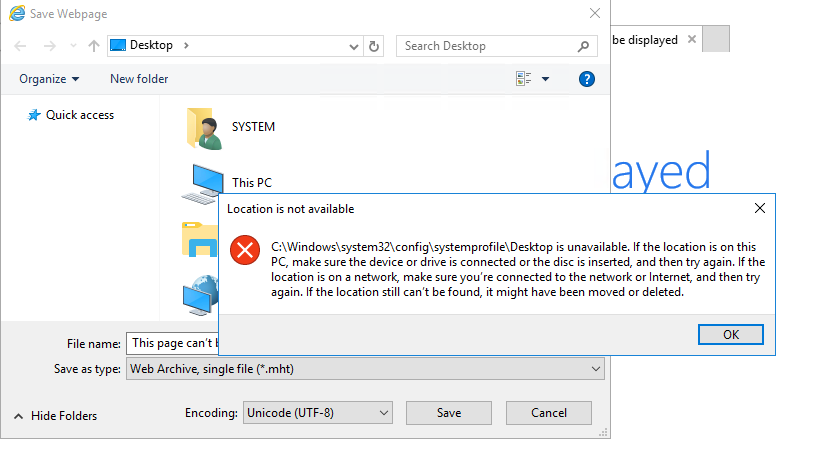 Save Webpage
Desktop
Search Desktop
be displayed
Organize
New folder
Quick access
SYSTEM
This PC
ayed
Location is not available
C:\Windows\system32\config\systemprofile\Desktop is unavailable. If the location is on this
PC, make sure the device or drive is connected or the disc is inserted, and then try again. If the
location is on a network, make sure you're connected to the network or Internet, and then try
again. If the location still can't be found, it might have been moved or deleted.
OK
File name:
This page can't b
Save as type:
Web Archive, single file (*.mht)
Hide Folders
Encoding:
Unicode (UTF-8)
Save
Cancel